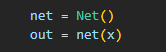 net = Net()
out = net(x)